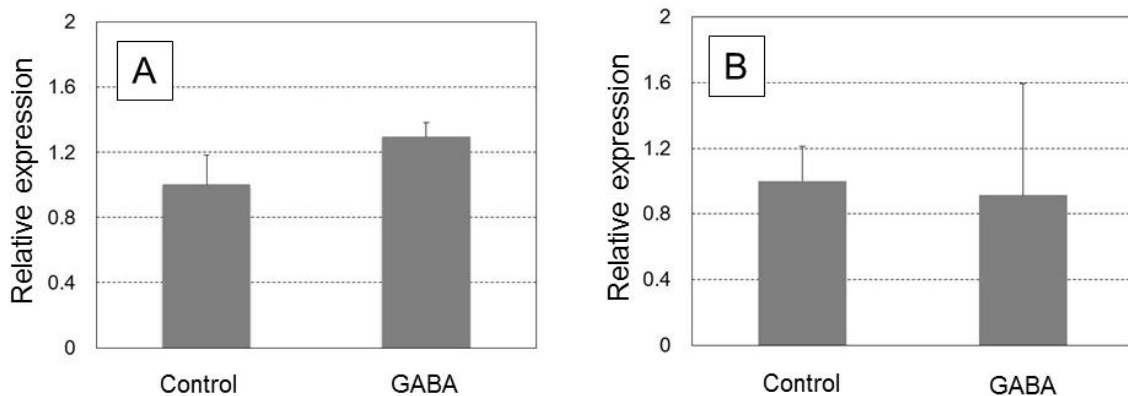 A
Relative expression
2
1.6
1.2
0.8
0.4
0
Control GABA
B
Relative expression
2
1.6
1.2
0.8
0.4
0
Control GABA